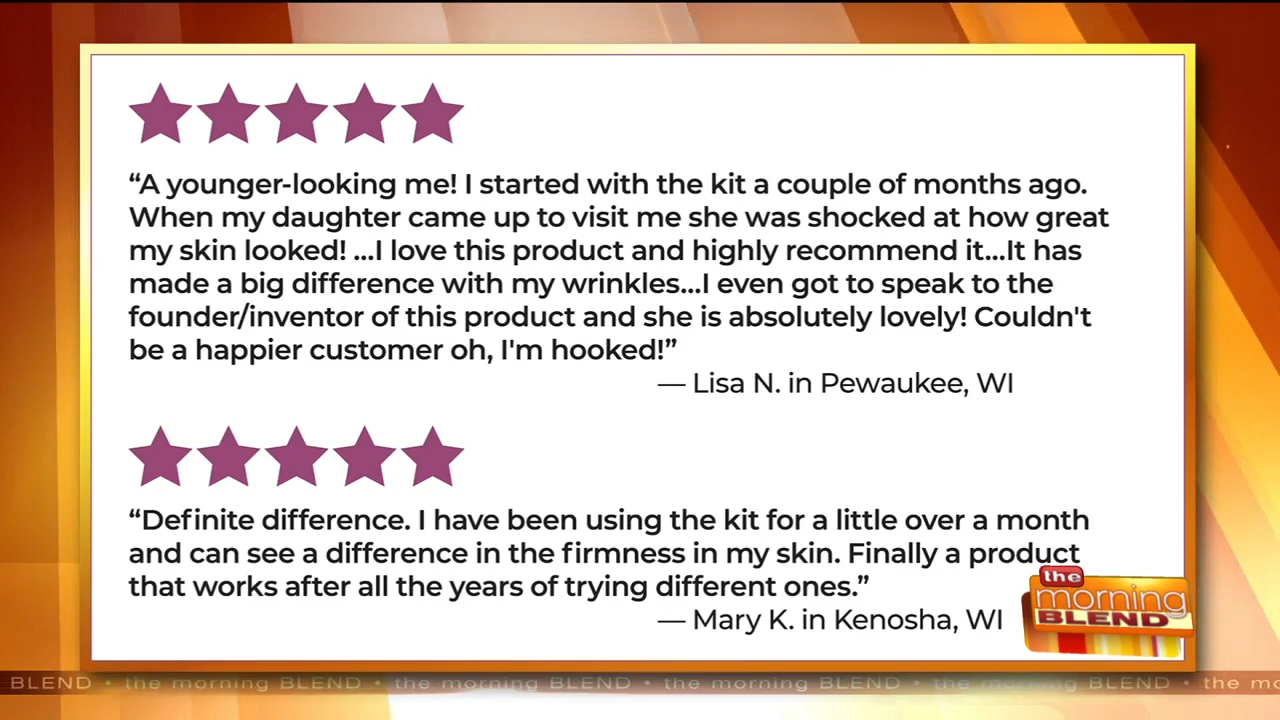 “A younger-looking me! I started with the kit a couple of months ago.
When my daughter came up to visit me she was shocked at how great
my skin looked! ...I love this product and highly recommend it...It has
made a big difference with my wrinkles...I even got to speak to the
founder/inventor of this product and she is absolutely lovely! Couldn't
be a happier customer oh, I'm hooked!”
— Lisa N. in Pewaukee, WI
“Definite difference. I have been using the kit for a little over a month
and can see a difference in the firmness in my skin. Finally a product
that works after all the years of trying different ones.”
— Mary K. in Kenosha, WI
the
morning
BLEND
BLEND • the morning BLEND • the morning BLEND • the morning BLEND • the morning BLEND • the mo